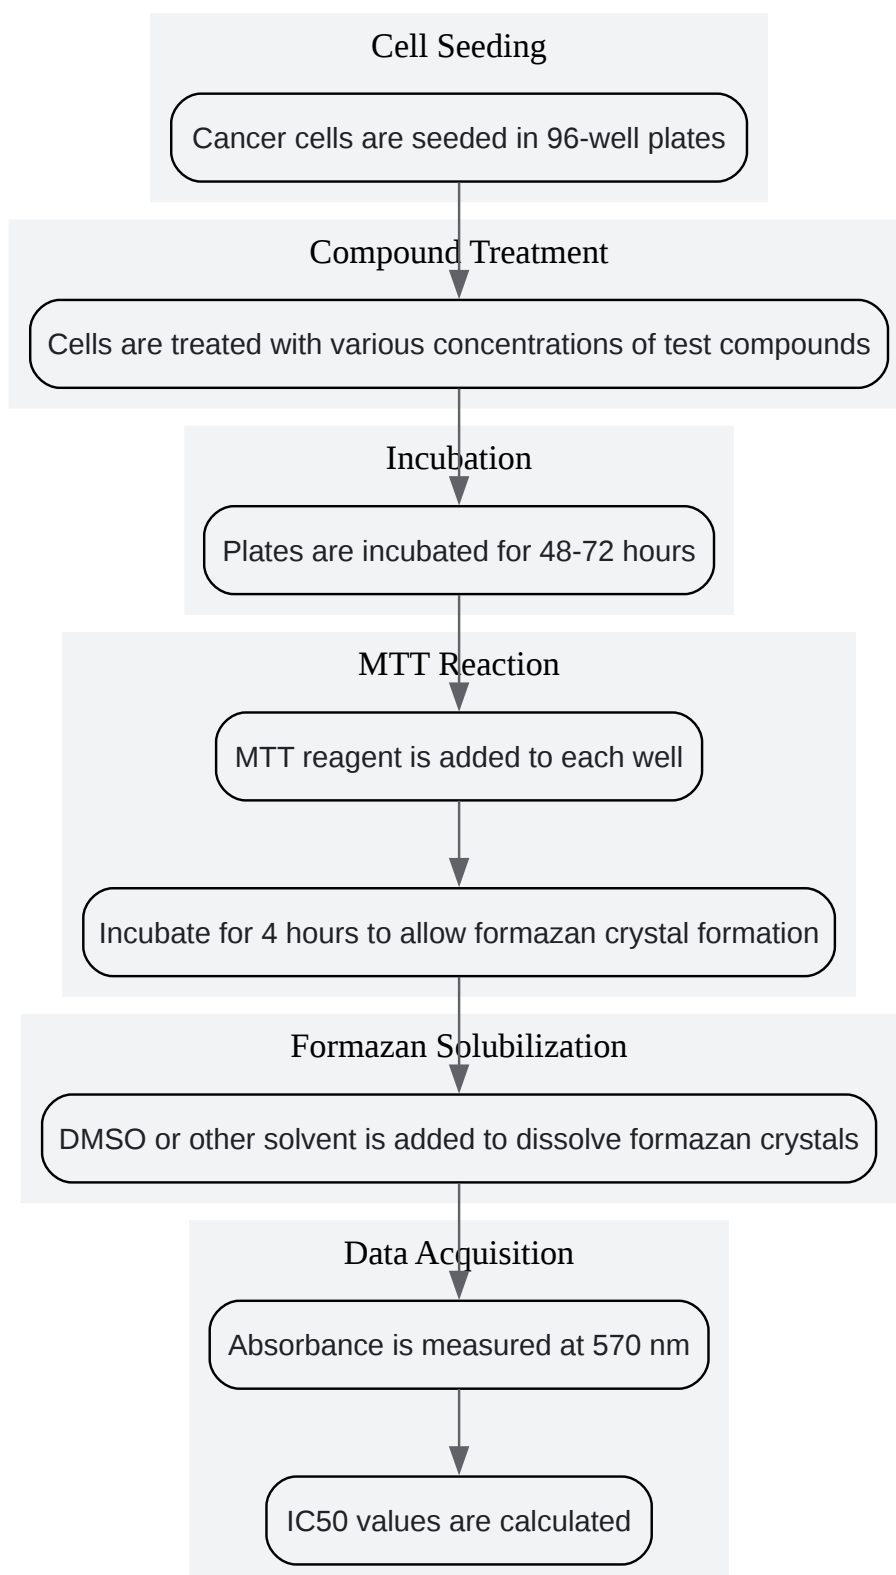 Cell Seeding
Cancer cells are seeded in 96-well plates
Compound Treatment
Cells are treated with various concentrations of test compounds
Incubation
Plates are incubated for 48-72 hours
MTT Reaction
MTT reagent is added to each well
Incubate for 4 hours to allow formazan crystal formation
Formazan Solubilization
DMSO or other solvent is added to dissolve formazan crystals
Data Acquisition
Absorbance is measured at 570 nm
IC50 values are calculated